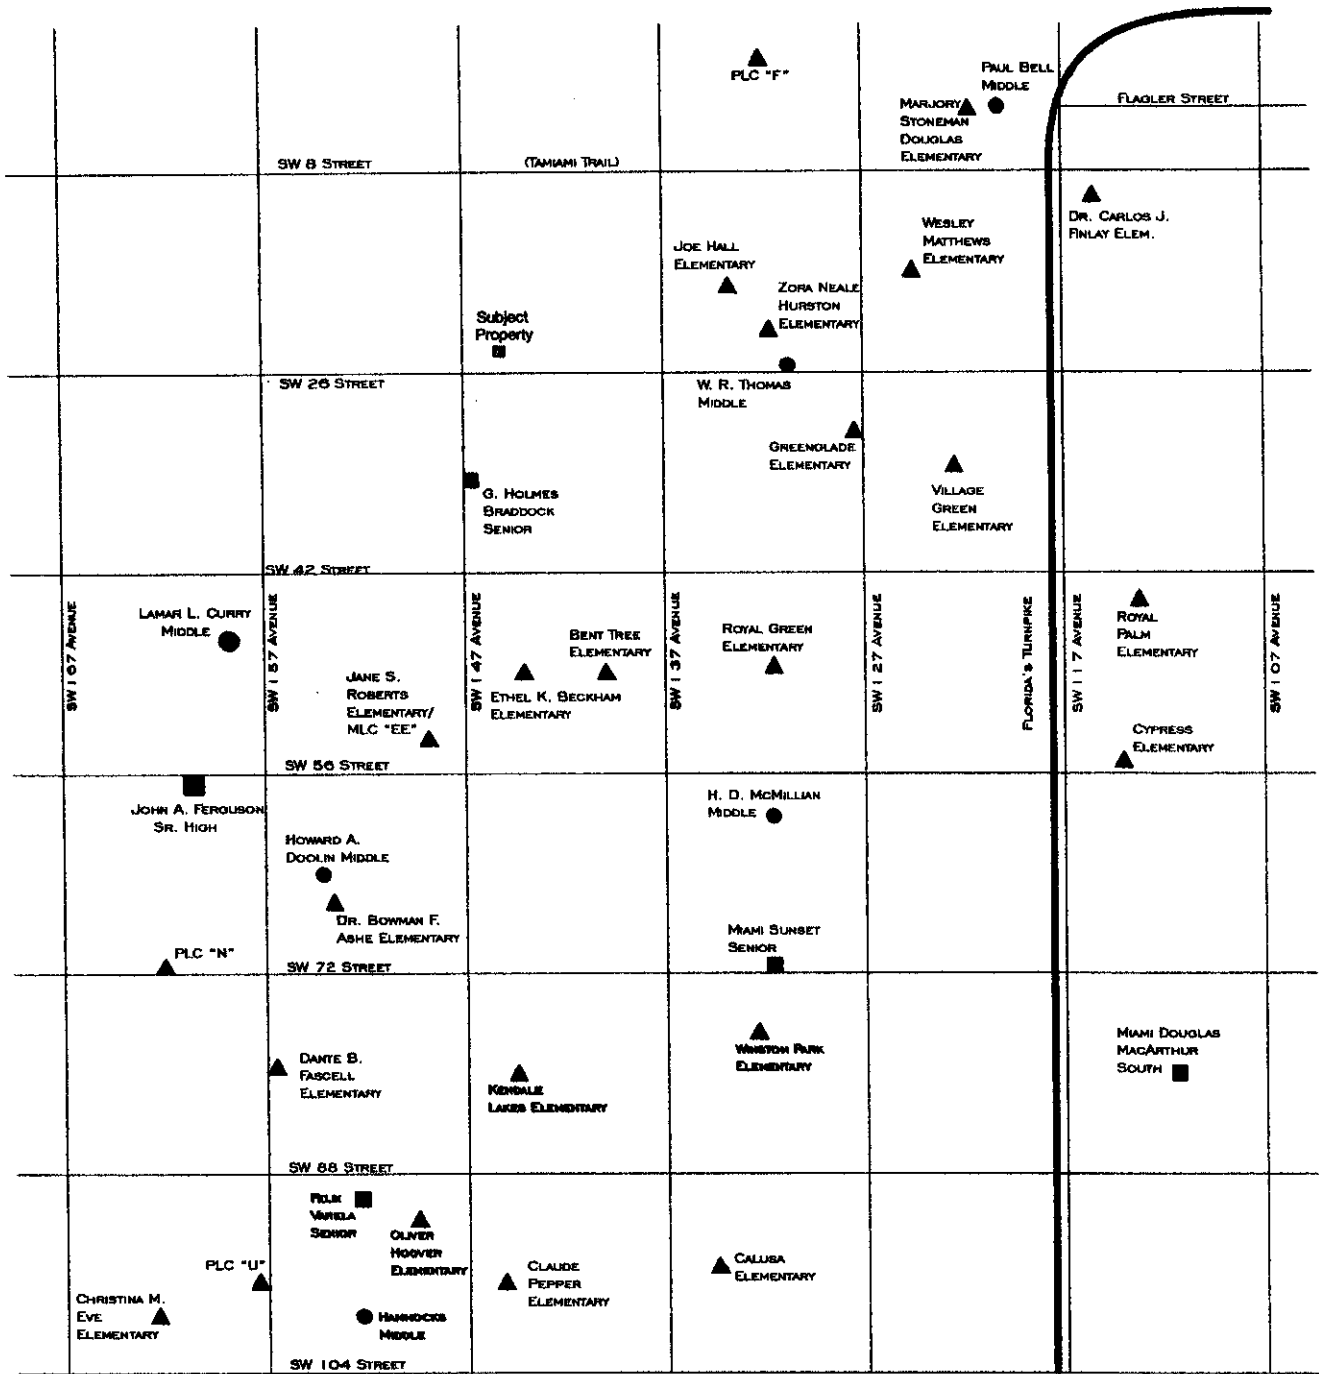 PLC "F"
PAUL BELL
MIDDLE
FLAGLER STREET
MARJORY
STONEMAN
DOUGLAS
ELEMENTARY
SW 8 STREET
(TAMIAMI TRAIL)
DR. CARLOS J.
FINLAY ELEM.
WESLEY
MATTHEWS
ELEMENTARY
JOE HALL
ELEMENTARY
ZORA NEALE
HURSTON
ELEMENTARY
Subject
Property
SW 26 STREET
W. R. THOMAS
MIDDLE
GREENGLADE
ELEMENTARY
VILLAGE
GREEN
ELEMENTARY
G. HOLMES
BRADDOCK
SENIOR
SW 42 STREET
SW 167 AVENUE
LAMAR L. CURRY
MIDDLE
SW 157 AVENUE
JANE S.
ROBERTS
ELEMENTARY/
MLC "EE"
SW 147 AVENUE
BENT TREE
ELEMENTARY
ETHEL K. BECKHAM
ELEMENTARY
SW 137 AVENUE
ROYAL GREEN
ELEMENTARY
SW 127 AVENUE
FLORIDA'S TURNPIKE
SW 117 AVENUE
ROYAL
PALM
ELEMENTARY
SW 107 AVENUE
CYPRESS
ELEMENTARY
SW 56 STREET
JOHN A. FERGUSON
SR. HIGH
H. D. MCMILLIAN
MIDDLE
HOWARD A.
DOOLIN MIDDLE
DR. BOWMAN F.
ASHE ELEMENTARY
MIAMI SUNSET
SENIOR
PLC "N"
SW 72 STREET
DANTE B.
FASCELL
ELEMENTARY
KENDALE
LAKES ELEMENTARY
WINSTON PARK
ELEMENTARY
MIAMI DOUGLAS
MACARTHUR
SOUTH
SW 88 STREET
FELIX
VARELA
SENIOR
OLIVER
HOOVER
ELEMENTARY
PLC "U"
CLAUDE
PEPPER
ELEMENTARY
CALUSA
ELEMENTARY
CHRISTINA M.
EVE
ELEMENTARY
HAMMOCKS
MIDDLE
SW 104 STREET